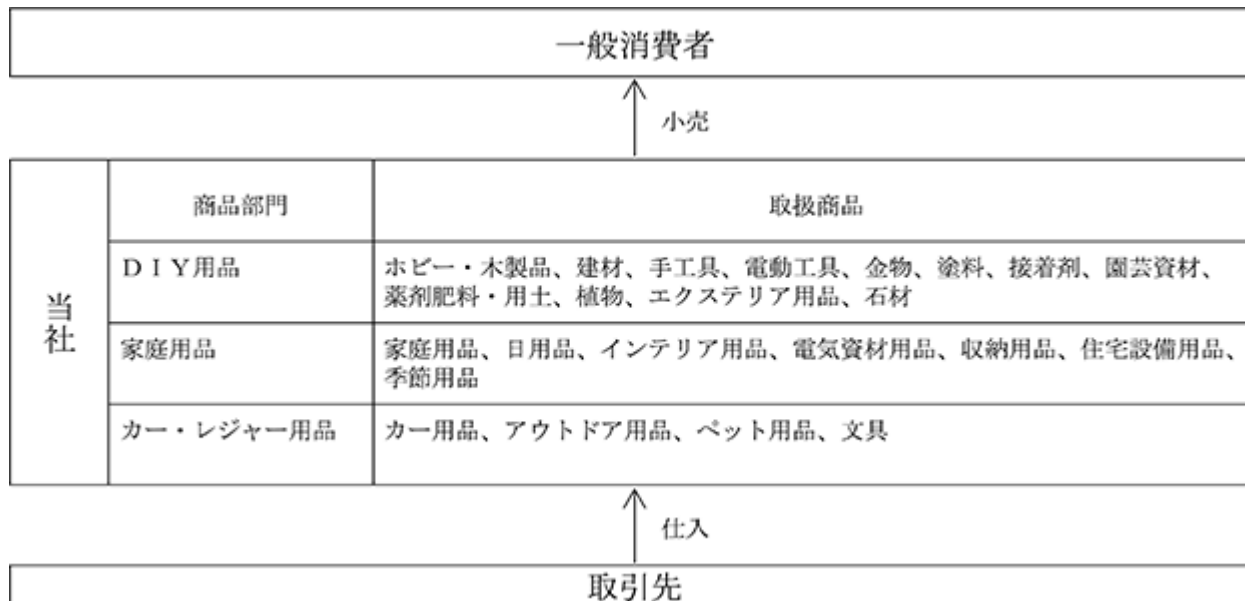 一般消費者
小売
当社
商品部門
取扱商品
ＤＩＹ用品
ホビー・木製品、建材、手工具、電動工具、金物、塗料、接着剤、園芸資材、
薬剤肥料・用土、植物、エクステリア用品、石材
家庭用品
家庭用品、日用品、インテリア用品、電気資材用品、収納用品、住宅設備用品、
季節用品
カー・レジャー用品
カー用品、アウトドア用品、ペット用品、文具
仕入
取引先